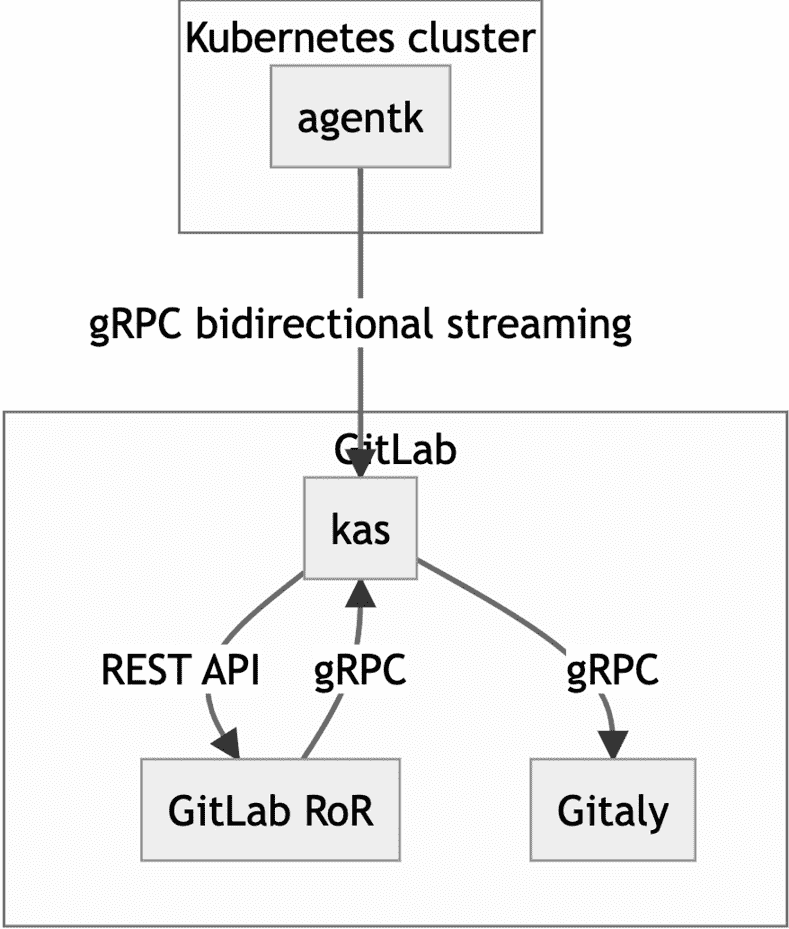 Kubernetes cluster
agentk
gRPC bidirectional streaming
GitLab
kas
REST API
gRPC
gRPC
GitLab RoR
Gitaly